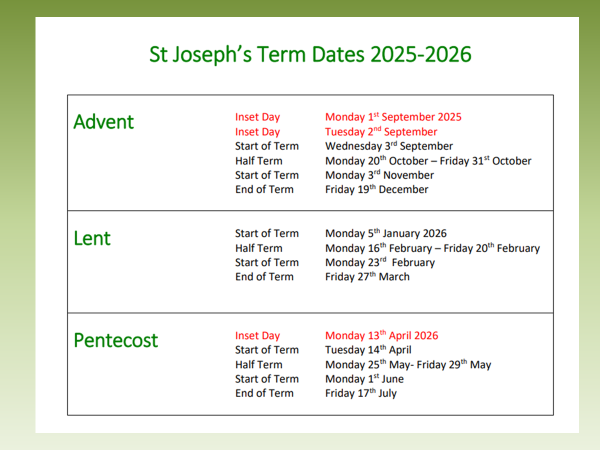 St Joseph's Term Dates 2025-2026
Advent
Inset Day Monday 1st September 2025
Inset Day Tuesday 2nd September
Start of Term Wednesday 3rd September
Half Term Monday 20th October – Friday 31st October
Start of Term Monday 3rd November
End of Term Friday 19th December
Lent
Start of Term Monday 5th January 2026
Half Term Monday 16th February – Friday 20th February
Start of Term Monday 23rd February
End of Term Friday 27th March
Pentecost
Inset Day Monday 13th April 2026
Start of Term Tuesday 14th April
Half Term Monday 25th May- Friday 29th May
Start of Term Monday 1st June
End of Term Friday 17th July